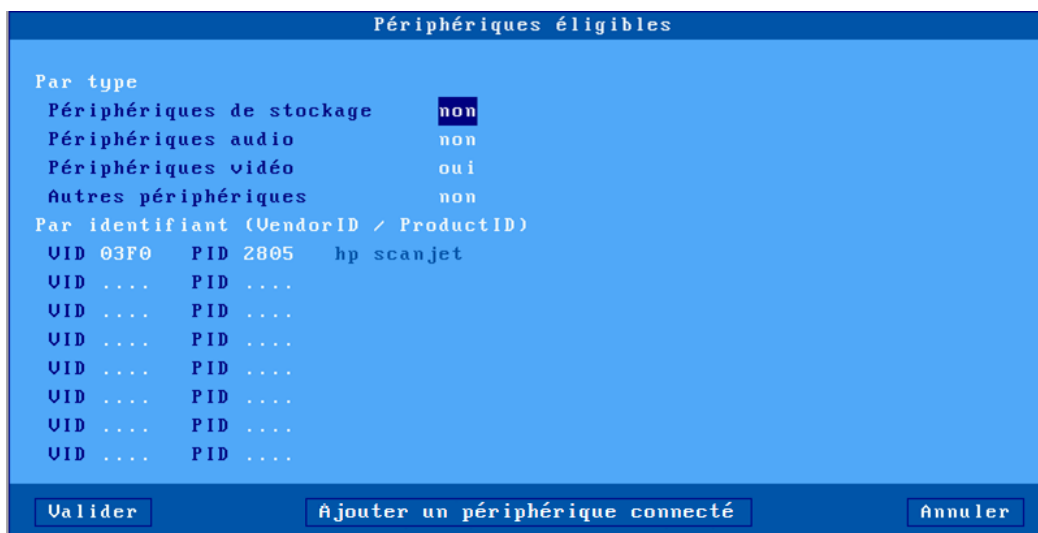 Périphériques éligibles
Par type
Périphériques de stockage non
Périphériques audio non
Périphériques vidéo oui
Autres périphériques non
Par identifiant (VendorID / ProductID)
VID 03F0 PID 2805 hp scanjet
VID .... PID ....
VID .... PID ....
VID .... PID ....
VID .... PID ....
VID .... PID ....
VID .... PID ....
VID .... PID ....
Valider Ajouter un périphérique connecté Annuler